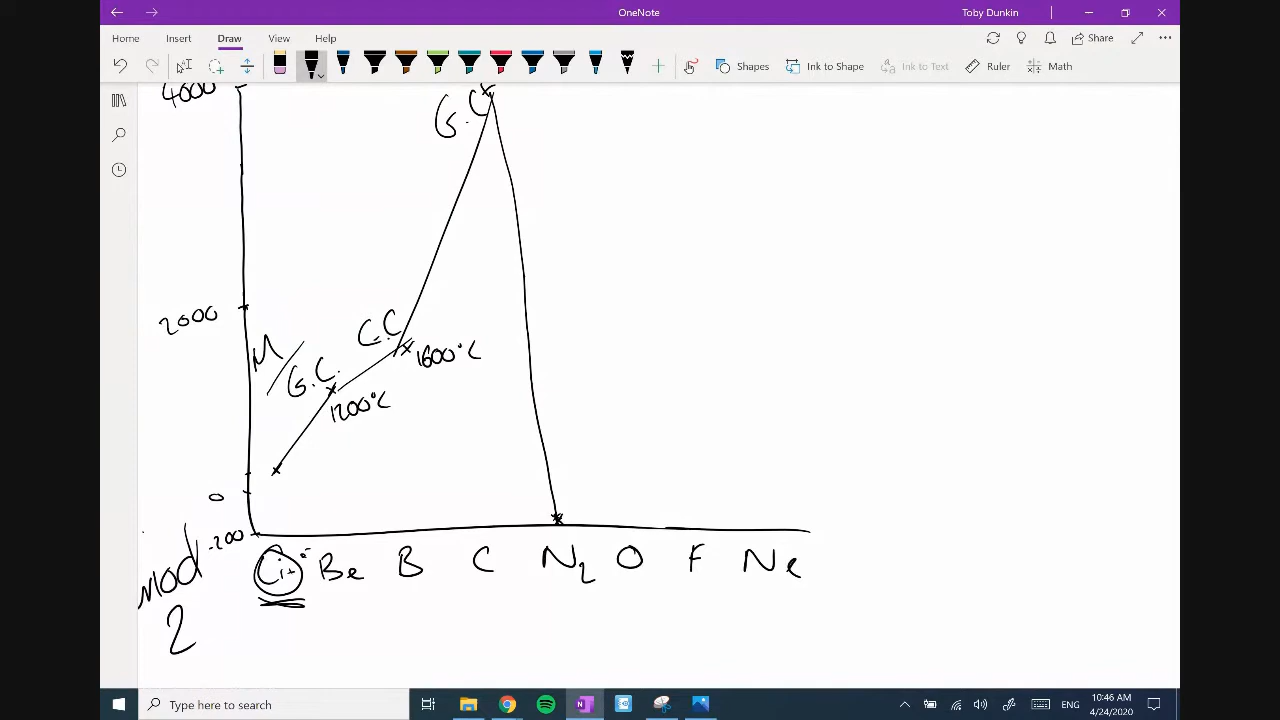 OneNote
Toby Dunkin
Home Insert Draw View Help
Share
Shapes Ink to Shape Ink to Text Ruler Math
4000
G.C
2000
C.C
1600°C
M/G.C.
1200°C
0
-200
Li+ Be B C N2 O F Ne
mod
2
Type here to search
ENG
10:46 AM
4/24/2020